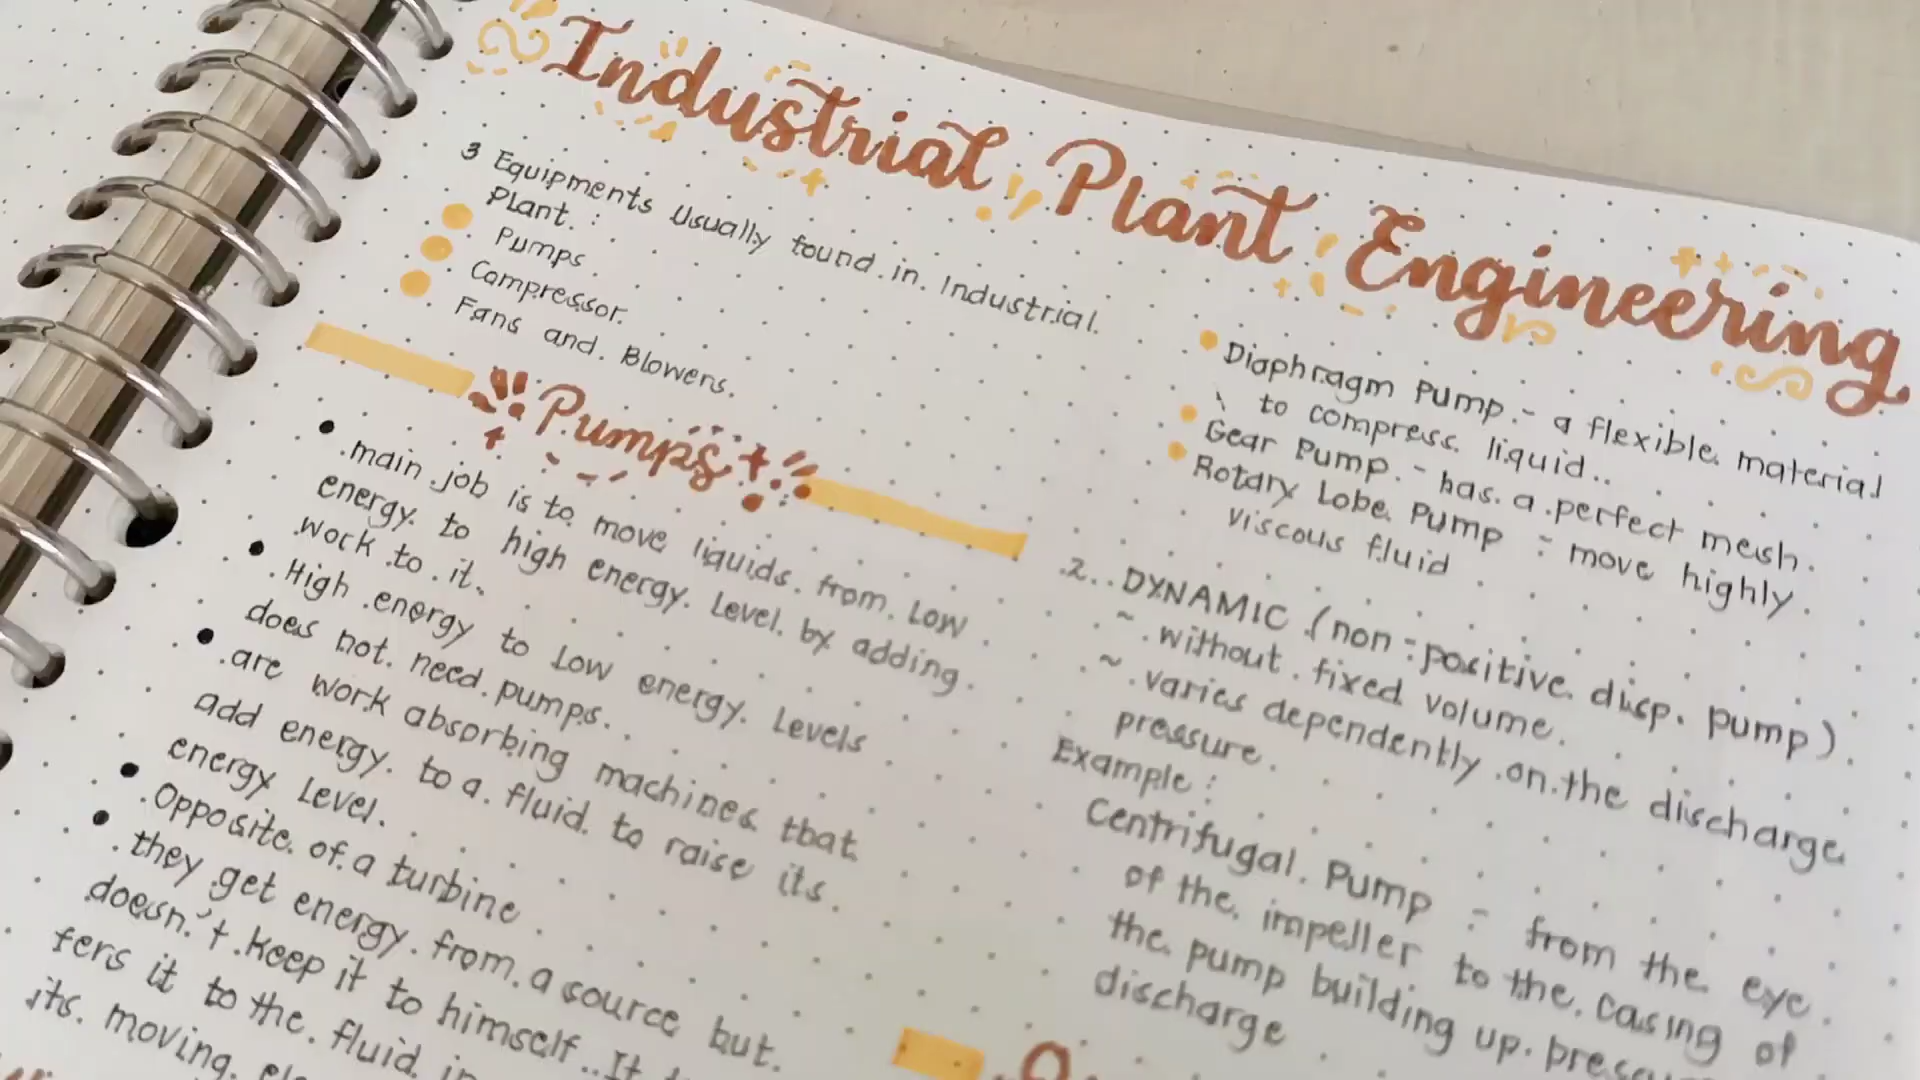 Industrial Plant Engineering
3 Equipments Usually found in Industrial
Plant :
Pumps
Compressor
Fans and Blowers
Pumps
main job is to move liquids from low
energy to high energy level by adding
work to it.
High energy to low energy levels
does not need pumps.
are work absorbing machines that
add energy to a fluid to raise its
energy level.
Opposite of a turbine
they get energy from a source but
doesn't keep it to himself. It
fers it to the fluid in
its moving
Diaphragm Pump - a flexible material
to compress liquid.
Gear Pump - has a perfect mesh.
Rotary Lobe Pump - move highly
viscous fluid
2. DYNAMIC (non-positive disp. pump)
~ without fixed volume.
~ varies dependently on the discharge
pressure.
Example :
Centrifugal Pump - from the eye
of the impeller to the casing of
the pump building up
discharge